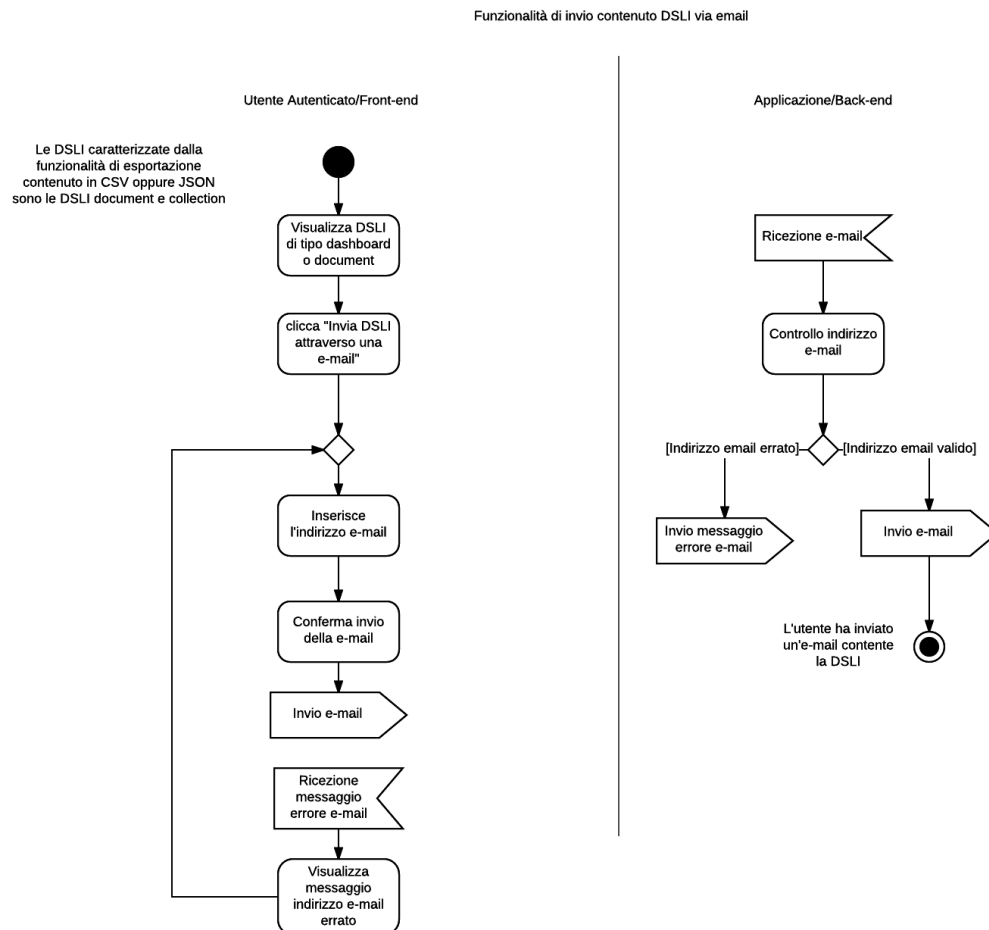 Funzionalità di invio contenuto DSLI via email
Utente Autenticato/Front-end
Applicazione/Back-end
Le DSLI caratterizzate dalla
funzionalità di esportazione
contenuto in CSV oppure JSON
sono le DSLI document e collection
Visualizza DSLI
di tipo dashboard
o document
clicca "Invia DSLI
attraverso una
e-mail"
Inserisce
l'indirizzo e-mail
Conferma invio
della e-mail
Invio e-mail
Ricezione
messaggio
errore e-mail
Visualizza
messaggio
indirizzo e-mail
errato
Ricezione e-mail
Controllo indirizzo
e-mail
[Indirizzo email errato]
[Indirizzo email valido]
Invio messaggio
errore e-mail
Invio e-mail
L'utente ha inviato
un'e-mail contente
la DSLI